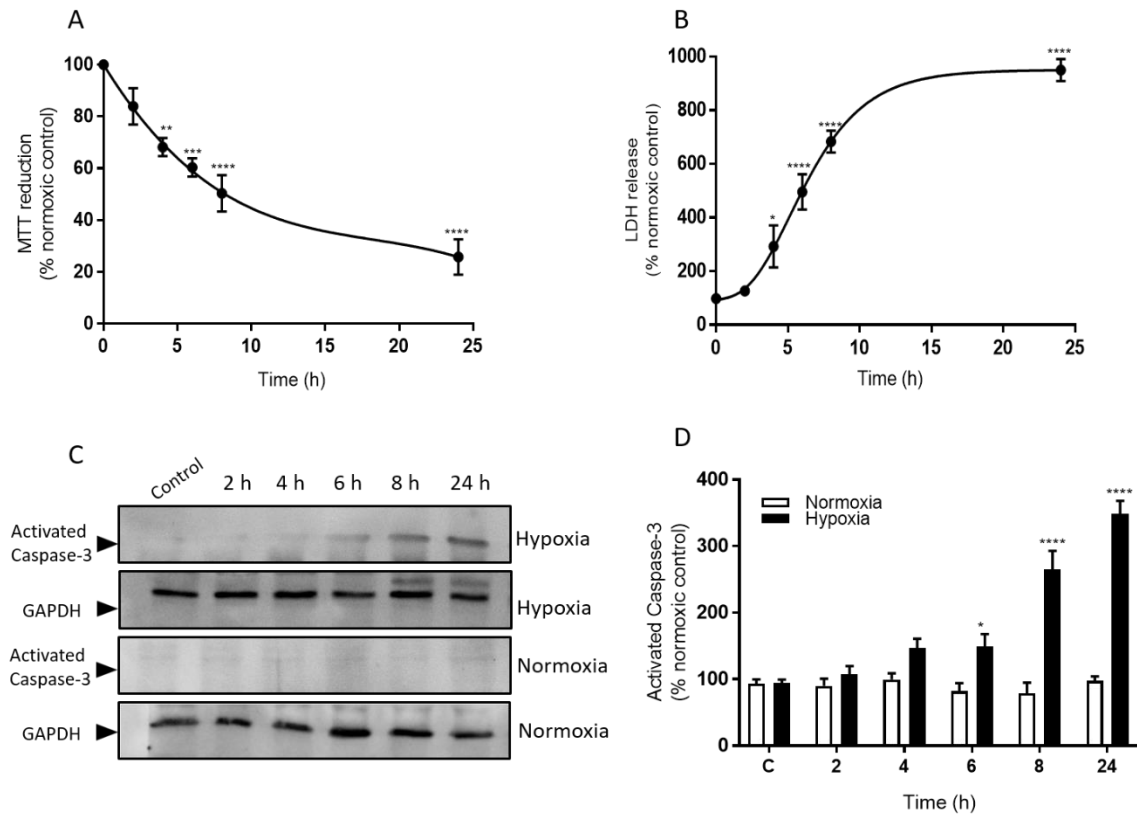 A
MTT reduction
(% normoxic control)
100
80
60
40
20
0
**
***
****
****
0 5 10 15 20 25
Time (h)
B
LDH release
(% normoxic control)
1000
800
600
400
200
0
*
****
****
****
0 5 10 15 20 25
Time (h)
C
Control 2 h 4 h 6 h 8 h 24 h
Activated
Caspase-3
Hypoxia
GAPDH
Hypoxia
Activated
Caspase-3
Normoxia
GAPDH
Normoxia
D
Activated Caspase-3
(% normoxic control)
400
300
200
100
0
Normoxia
Hypoxia
*
****
****
C 2 4 6 8 24
Time (h)